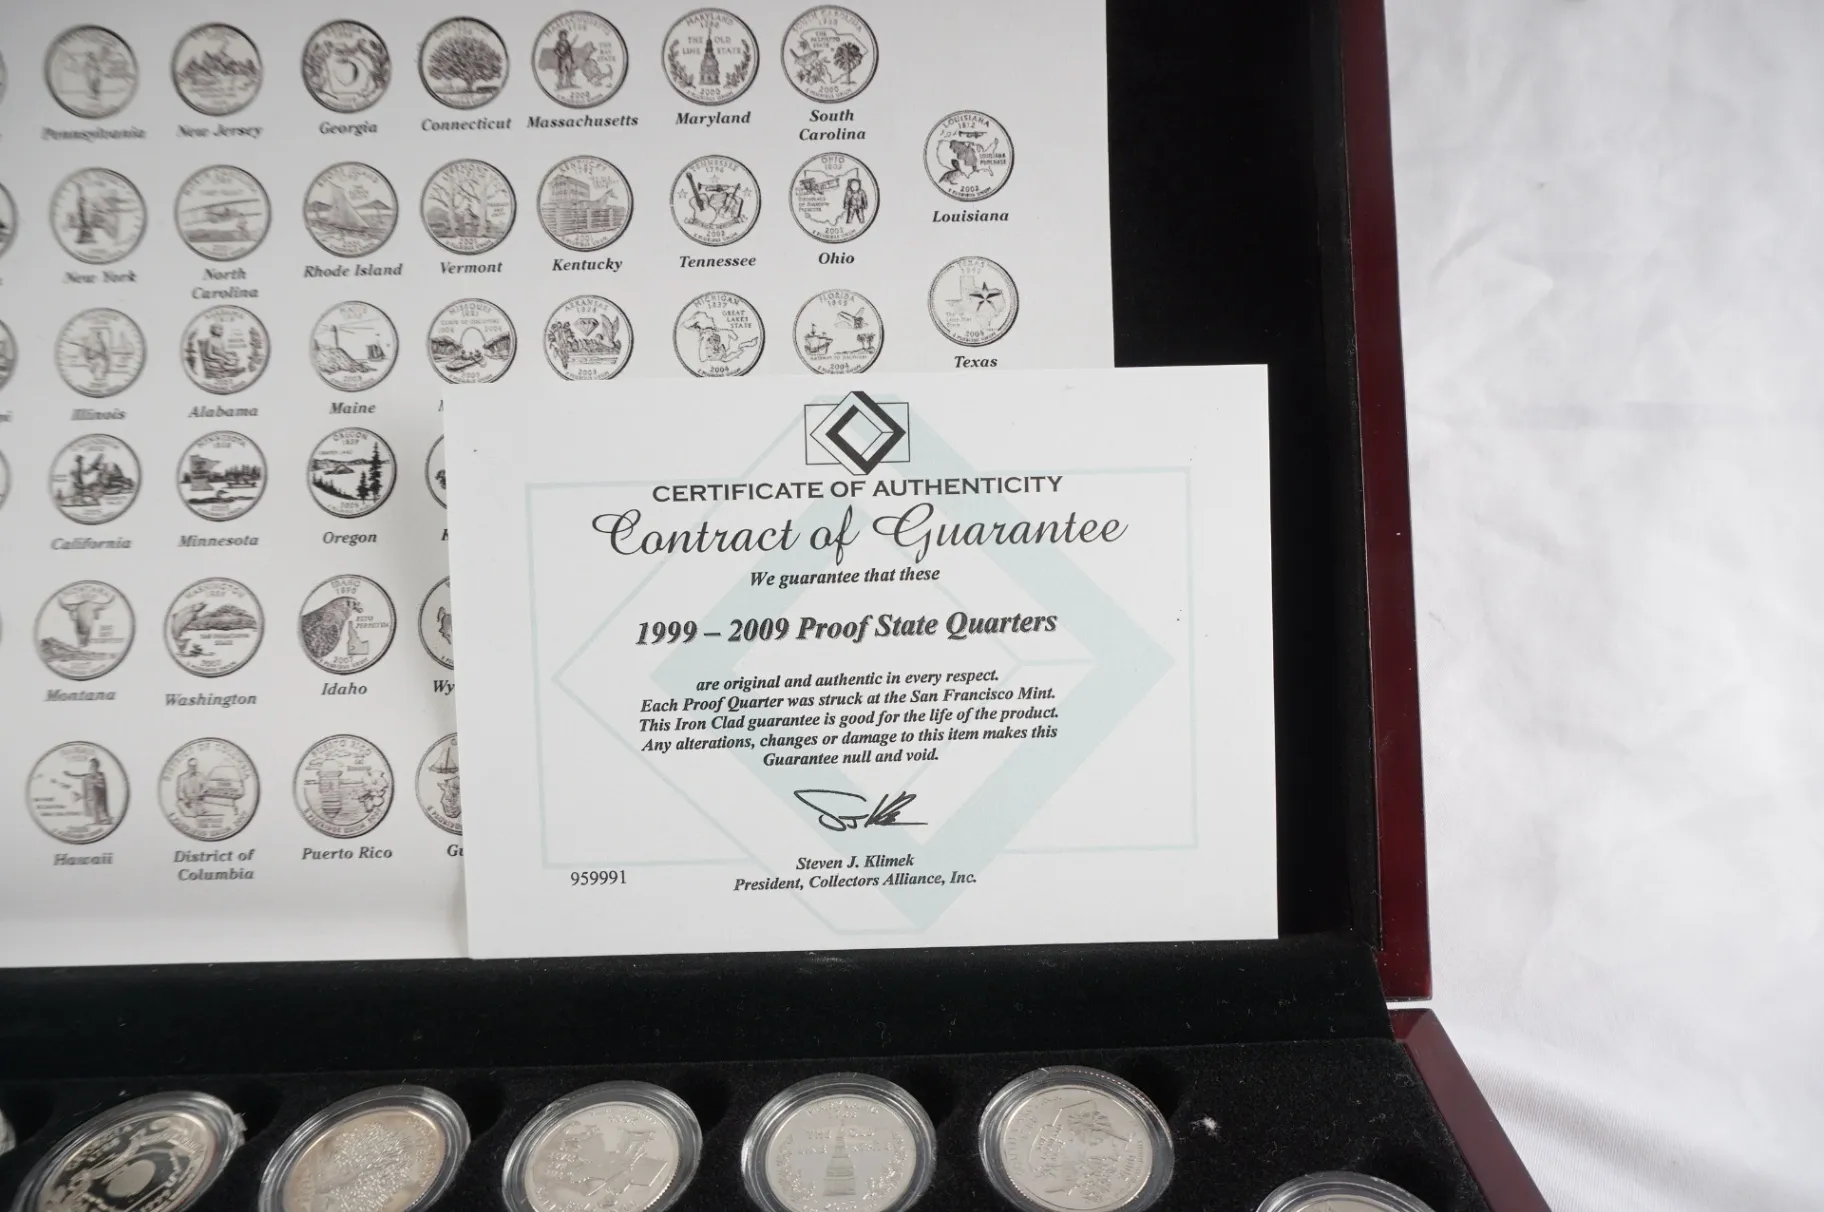 Pennsylvania
New Jersey
Georgia
Connecticut
Massachusetts
Maryland
South
Carolina
Louisiana
New York
North
Carolina
Rhode Island
Vermont
Kentucky
Tennessee
Ohio
Texas
Illinois
Alabama
Maine
California
Minnesota
Oregon
Montana
Washington
Idaho
Wy
Hawaii
District of
Columbia
Puerto Rico
Gu
CERTIFICATE OF AUTHENTICITY
Contract of Guarantee
We guarantee that these
1999 – 2009 Proof State Quarters
are original and authentic in every respect.
Each Proof Quarter was struck at the San Francisco Mint.
This Iron Clad guarantee is good for the life of the product.
Any alterations, changes or damage to this item makes this
Guarantee null and void.
Steven J. Klimek
President, Collectors Alliance, Inc.
959991